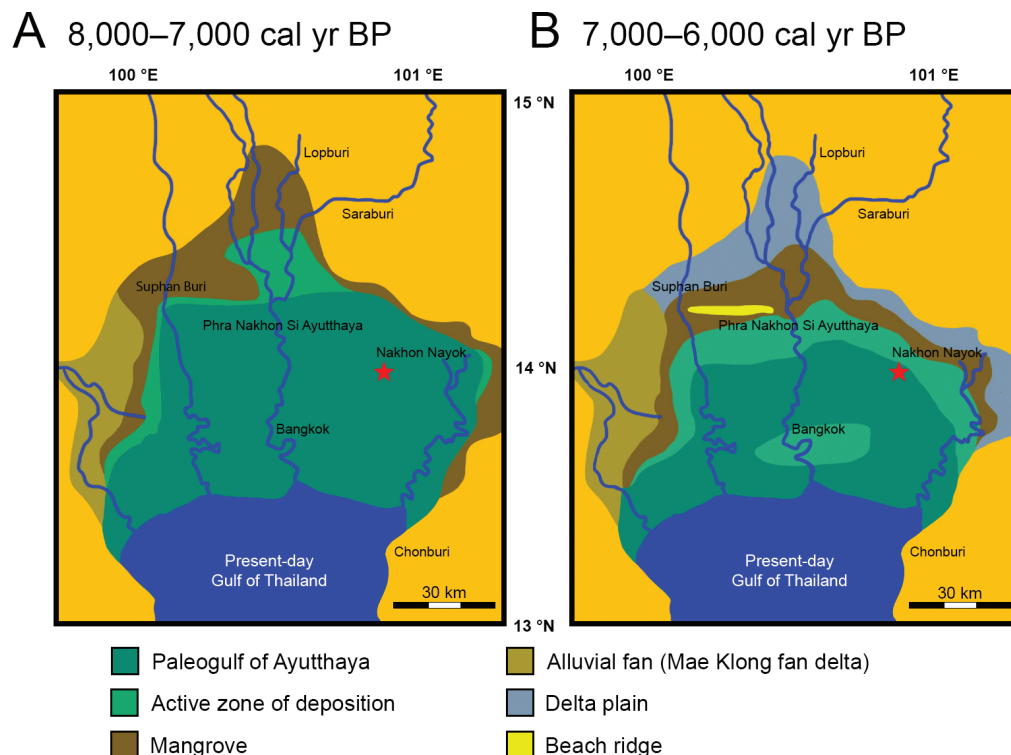 A 8,000–7,000 cal yr BP
B 7,000–6,000 cal yr BP
100 °E
101 °E
100 °E
101 °E
15 °N
14 °N
13 °N
Lopburi
Saraburi
Suphan Buri
Phra Nakhon Si Ayutthaya
Nakhon Nayok
Bangkok
Chonburi
Present-day
Gulf of Thailand
30 km
Lopburi
Saraburi
Suphan Buri
Phra Nakhon Si Ayutthaya
Nakhon Nayok
Bangkok
Chonburi
Present-day
Gulf of Thailand
30 km
Paleogulf of Ayutthaya
Active zone of deposition
Mangrove
Alluvial fan (Mae Klong fan delta)
Delta plain
Beach ridge